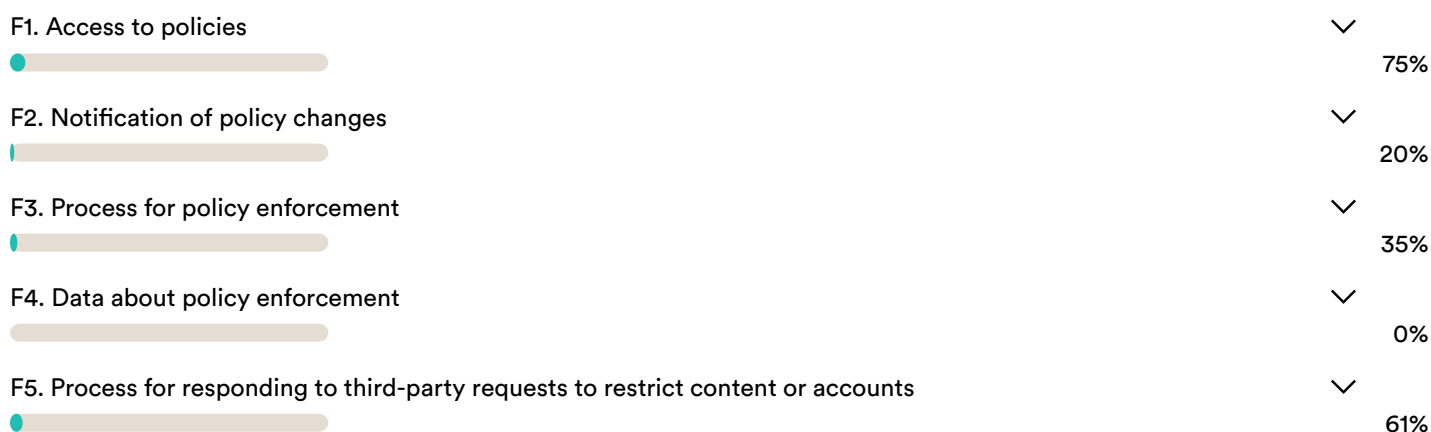 F1. Access to policies
75%
F2. Notification of policy changes
20%
F3. Process for policy enforcement
35%
F4. Data about policy enforcement
0%
F5. Process for responding to third-party requests to restrict content or accounts
61%